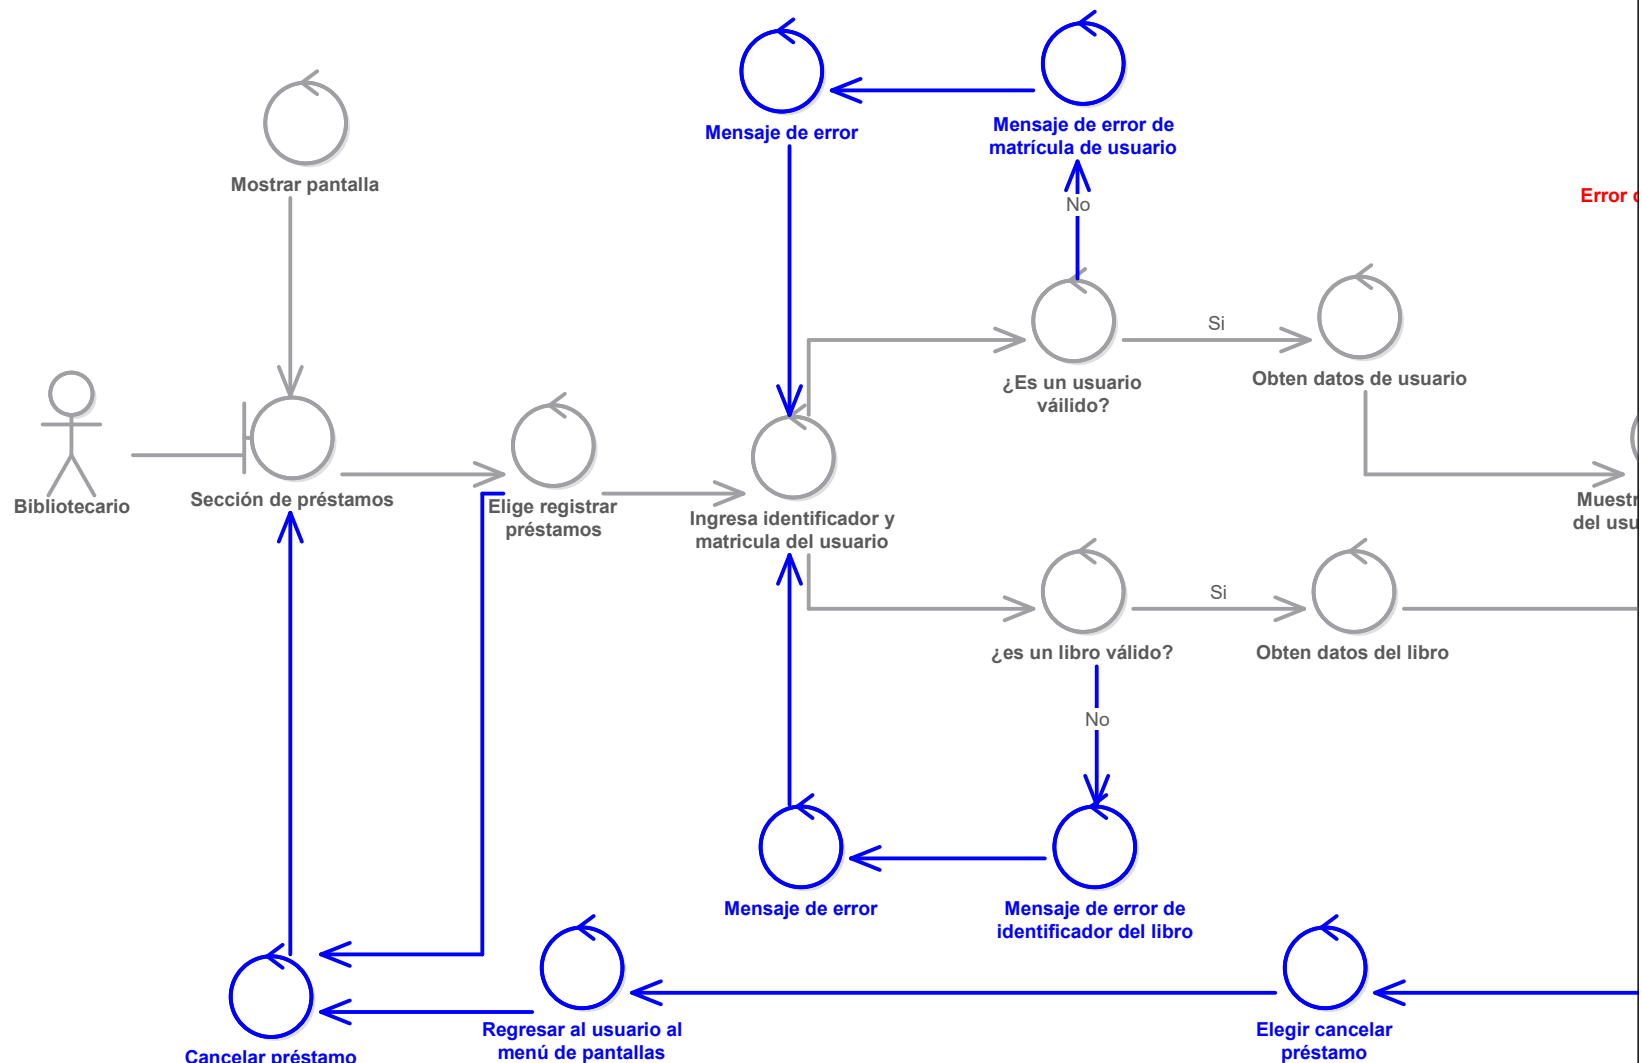 Mensaje de error
Mensaje de error de
matrícula de usuario
Mostrar pantalla
No
Error
Si
¿Es un usuario
váilido?
Obten datos de usuario
Bibliotecario
Sección de préstamos
Elige registrar
préstamos
Ingresa identificador y
matricula del usuario
Muestr
del usu
Si
¿es un libro válido?
Obten datos del libro
No
Mensaje de error
Mensaje de error de
identificador del libro
Cancelar préstamo
Regresar al usuario al
menú de pantallas
Elegir cancelar
préstamo